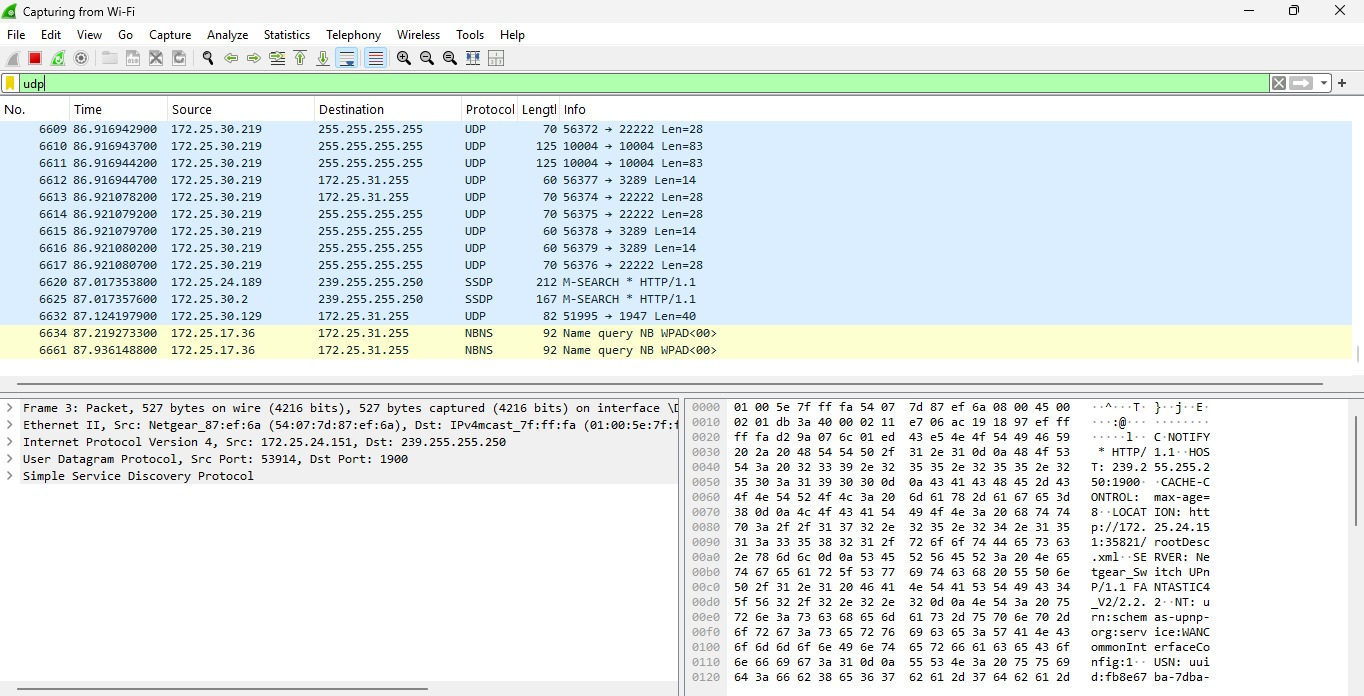 Capturing from Wi-Fi
File Edit View Go Capture Analyze Statistics Telephony Wireless Tools Help
udp
No. Time Source Destination Protocol Lengtl Info
6609 86.916942900 172.25.30.219 255.255.255.255 UDP 70 56372 → 22222 Len=28
6610 86.916943700 172.25.30.219 255.255.255.255 UDP 125 10004 → 10004 Len=83
6611 86.916944200 172.25.30.219 255.255.255.255 UDP 125 10004 → 10004 Len=83
6612 86.916944700 172.25.30.219 172.25.31.255 UDP 60 56377 → 3289 Len=14
6613 86.921078200 172.25.30.219 172.25.31.255 UDP 70 56374 → 22222 Len=28
6614 86.921079200 172.25.30.219 255.255.255.255 UDP 70 56375 → 22222 Len=28
6615 86.921079700 172.25.30.219 255.255.255.255 UDP 60 56378 → 3289 Len=14
6616 86.921080200 172.25.30.219 255.255.255.255 UDP 60 56379 → 3289 Len=14
6617 86.921080700 172.25.30.219 255.255.255.255 UDP 70 56376 → 22222 Len=28
6620 87.017353800 172.25.24.189 239.255.255.250 SSDP 212 M-SEARCH * HTTP/1.1
6625 87.017357600 172.25.30.2 239.255.255.250 SSDP 167 M-SEARCH * HTTP/1.1
6632 87.124197900 172.25.30.129 172.25.31.255 UDP 82 51995 → 1947 Len=40
6634 87.219273300 172.25.17.36 172.25.31.255 NBNS 92 Name query NB WPAD<00>
6661 87.936148800 172.25.17.36 172.25.31.255 NBNS 92 Name query NB WPAD<00>
Frame 3: Packet, 527 bytes on wire (4216 bits), 527 bytes captured (4216 bits) on interface \D
Ethernet II, Src: Netgear_87:ef:6a (54:07:7d:87:ef:6a), Dst: IPv4mcast_7f:ff:fa (01:00:5e:7f:f
Internet Protocol Version 4, Src: 172.25.24.151, Dst: 239.255.255.250
User Datagram Protocol, Src Port: 53914, Dst Port: 1900
Simple Service Discovery Protocol
0000 01 00 5e 7f ff fa 54 07 7d 87 ef 6a 08 00 45 00 ··^···T· }··j··E·
0010 02 01 db 3a 40 00 02 11 e7 06 ac 19 18 97 ef ff ···:@··· ········
0020 ff fa d2 9a 07 6c 01 ed 43 e5 4e 4f 54 49 46 59 ·····l·· C·NOTIFY
0030 20 2a 20 48 54 54 50 2f 31 2e 31 0d 0a 48 4f 53 * HTTP/ 1.1··HOS
0040 54 3a 20 32 33 39 2e 32 35 35 2e 32 35 35 2e 32 T: 239.2 55.255.2
0050 35 30 3a 31 39 30 30 0d 0a 43 41 43 48 45 2d 43 50:1900· ·CACHE-C
0060 4f 4e 54 52 4f 4c 3a 20 6d 61 78 2d 61 67 65 3d ONTROL: max-age=
0070 38 0d 0a 4c 4f 43 41 54 49 4f 4e 3a 20 68 74 74 8··LOCAT ION: htt
0080 70 3a 2f 2f 31 37 32 2e 32 35 2e 32 34 2e 31 35 p://172. 25.24.15
0090 31 3a 33 35 38 32 31 2f 72 6f 6f 74 44 65 73 63 1:35821/ rootDesc
00a0 2e 78 6d 6c 0d 0a 53 45 52 56 45 52 3a 20 4e 65 .xml··SE RVER: Ne
00b0 74 67 65 61 72 5f 53 77 69 74 63 68 20 55 50 6e tgear_Sw itch UPn
00c0 50 2f 31 2e 31 20 46 41 4e 54 41 53 54 49 43 34 P/1.1 FA NTASTIC4
00d0 5f 56 32 2f 32 2e 32 2e 32 0d 0a 4e 54 3a 20 75 _V2/2.2. 2··NT: u
00e0 72 6e 3a 73 63 68 65 6d 61 73 2d 75 70 6e 70 2d rn:schem as-upnp-
00f0 6f 72 67 3a 73 65 72 76 69 63 65 3a 57 41 4e 43 org:serv ice:WANC
0100 6f 6d 6d 6f 6e 49 6e 74 65 72 66 61 63 65 43 6f ommonInt erfaceCo
0110 6e 66 69 67 3a 31 0d 0a 55 53 4e 3a 20 75 75 69 nfig:1·· USN: uui
0120 64 3a 66 62 38 65 36 37 62 61 2d 37 64 62 61 2d d:fb8e67 ba-7dba-